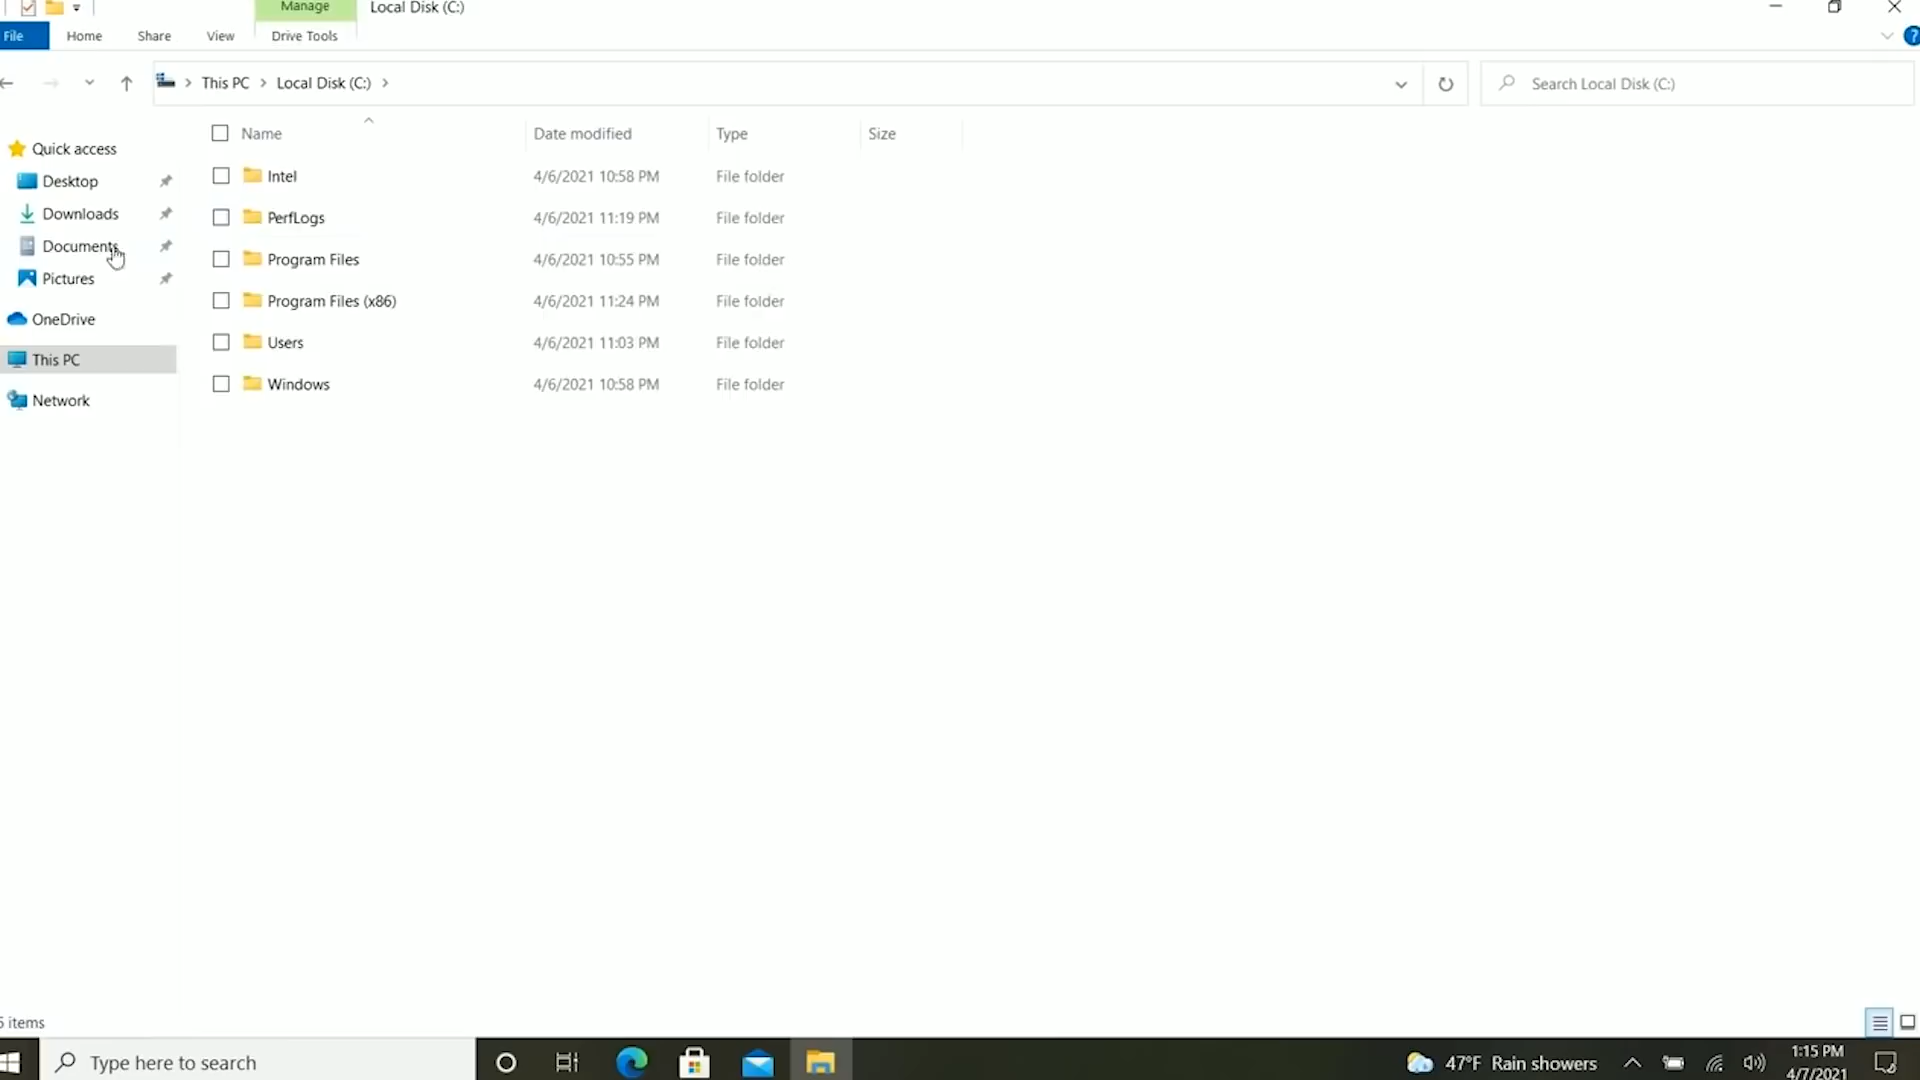 Manage Local Disk (C:)
File Home Share View Drive Tools
This PC Local Disk (C:) Search Local Disk (C:)
Name Date modified Type Size
Quick access
Intel 4/6/2021 10:58 PM File folder
Desktop
PerfLogs 4/6/2021 11:19 PM File folder
Downloads
Documents
Program Files 4/6/2021 10:55 PM File folder
Pictures
Program Files (x86) 4/6/2021 11:24 PM File folder
OneDrive
Users 4/6/2021 11:03 PM File folder
This PC
Windows 4/6/2021 10:58 PM File folder
Network
items
Type here to search 47°F Rain showers 1:15 PM
4/7/2021